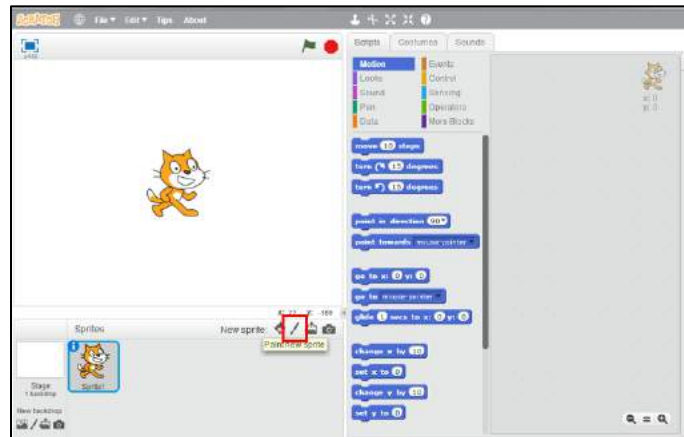 SCRATCH File Edit Tips About
Scripts Costumes Sounds
Motion Events
Looks Control
Sound Sensing
Pen Operators
Data More Blocks
x: 0
y: 0
move 10 steps
turn 15 degrees
turn 15 degrees
point in direction 90
point towards mouse-pointer
go to x: 0 y: 0
go to mouse-pointer
glide 1 secs to x: 0 y: 0
change x by 10
set x to 0
change y by 10
set y to 0
Sprites New sprite:
Paint new sprite
Stage
1 backdrop
Sprite1
New backdrop